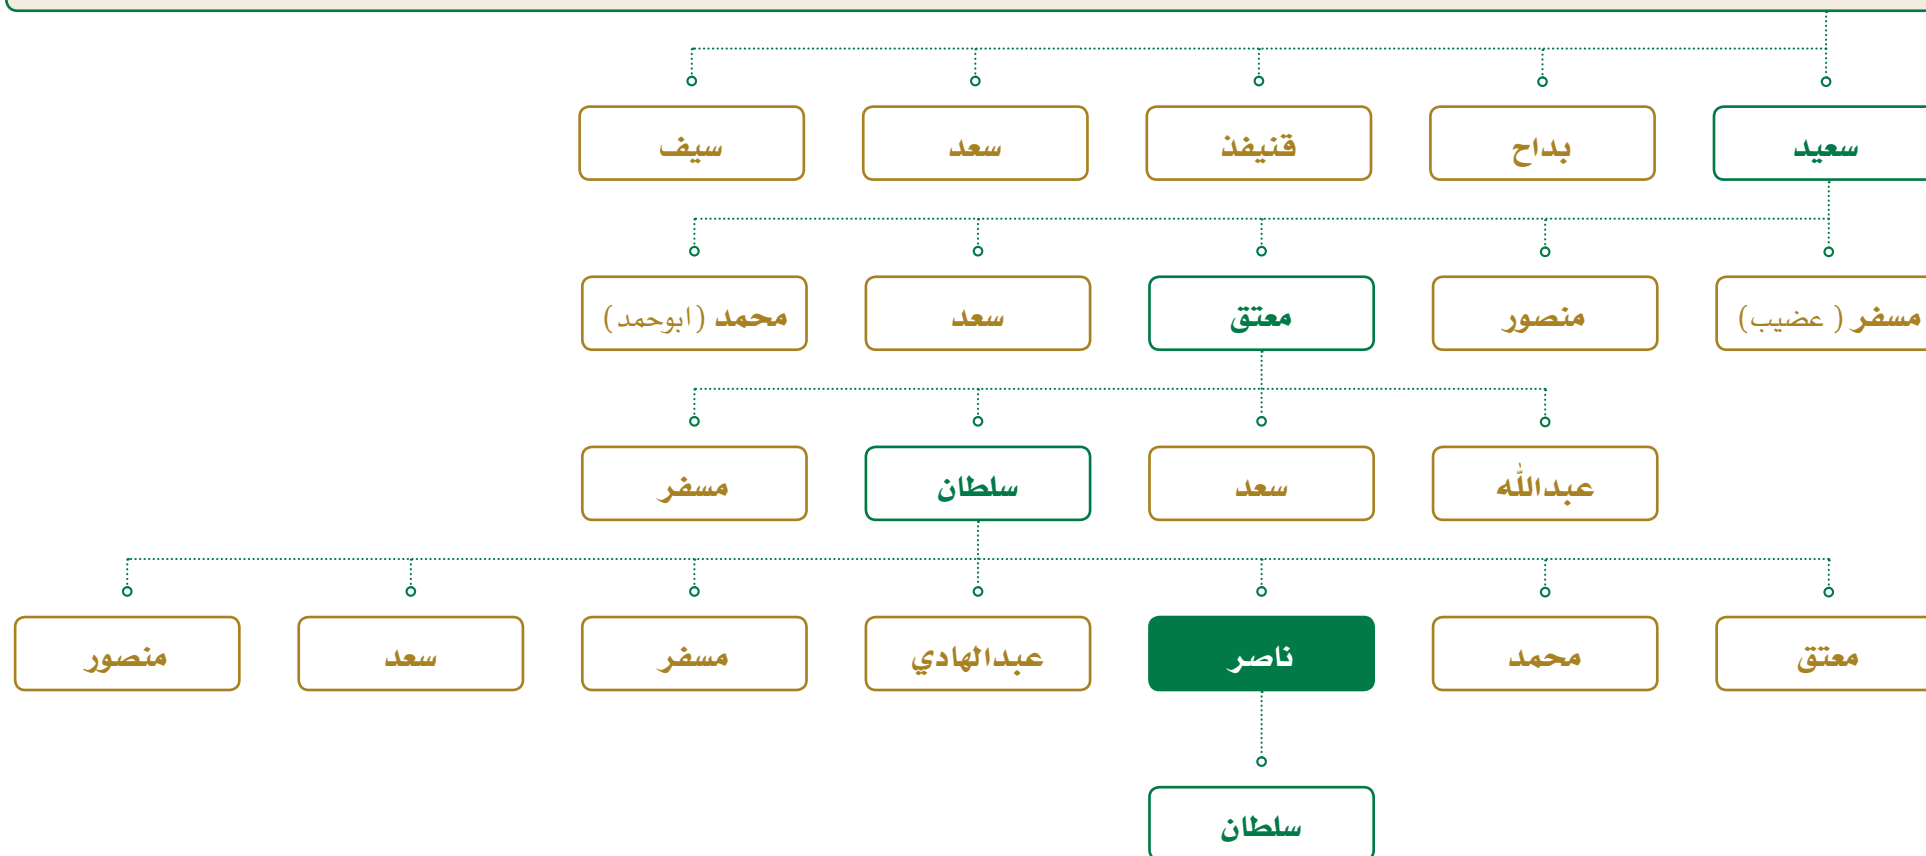 سعيد
بداح
قنيفذ
سعد
سيف
مسفر ( عضيب)
منصور
معتق
سعد
محمد (ابوحمد)
عبدالله
سعد
سلطان
مسفر
معتق
محمد
ناصر
عبدالهادي
مسفر
سعد
منصور
سلطان